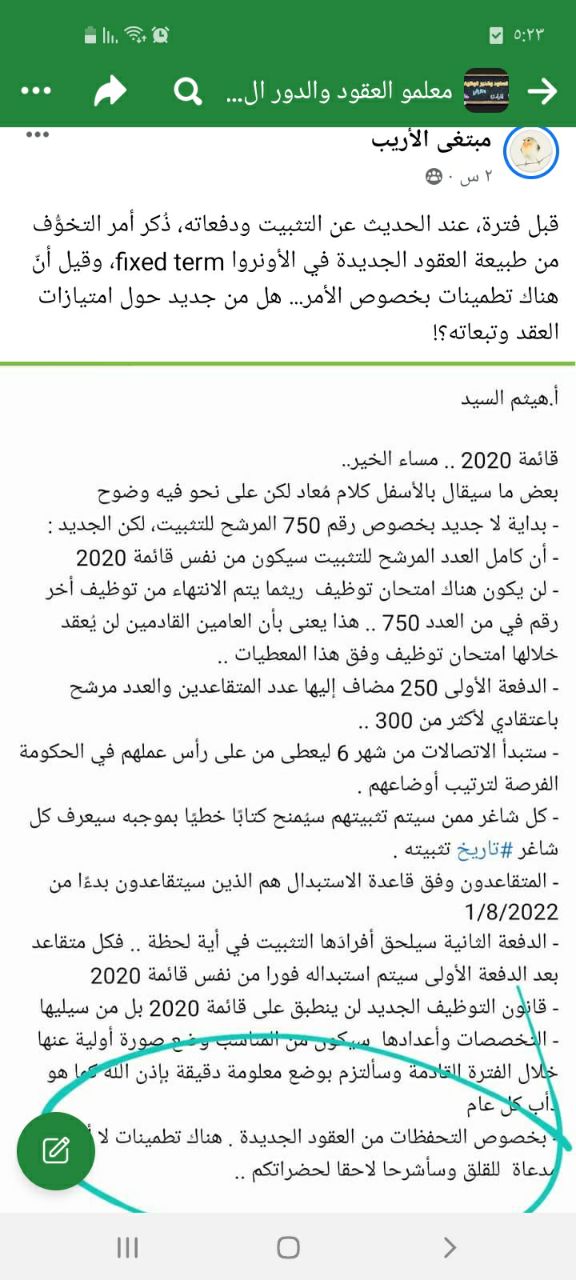 ٥:٢٣
معلمو العقود والدور ال...
مبتغى الأريب
٢ س ·
قبل فترة، عند الحديث عن التثبيت ودفعاته، ذُكر أمر التخوُّف
من طبيعة العقود الجديدة في الأونروا fixed term، وقيل أنّ
هناك تطمينات بخصوص الأمر... هل من جديد حول امتيازات
العقد وتبعاته؟!
أ.هيثم السيد
قائمة 2020 .. مساء الخير..
بعض ما سيقال بالأسفل كلام مُعاد لكن على نحو فيه وضوح
- بداية لا جديد بخصوص رقم 750 المرشح للتثبيت، لكن الجديد :
- أن كامل العدد المرشح للتثبيت سيكون من نفس قائمة 2020
- لن يكون هناك امتحان توظيف ريثما يتم الانتهاء من توظيف أخر
رقم في من العدد 750 .. هذا يعنى بأن العامين القادمين لن يُعقد
خلالها امتحان توظيف وفق هذا المعطيات ..
- الدفعة الأولى 250 مضاف إليها عدد المتقاعدين والعدد مرشح
باعتقادي لأكثر من 300 ..
- ستبدأ الاتصالات من شهر 6 ليعطى من على رأس عملهم في الحكومة
الفرصة لترتيب أوضاعهم .
- كل شاغر ممن سيتم تثبيتهم سيُمنح كتابًا خطيًا بموجبه سيعرف كل
شاغر #تاريخ تثبيته .
- المتقاعدون وفق قاعدة الاستبدال هم الذين سيتقاعدون بدءًا من
1/8/2022
- الدفعة الثانية سيلحق أفرادَها التثبيت في أية لحظة .. فكل متقاعد
بعد الدفعة الأولى سيتم استبداله فورا من نفس قائمة 2020
- قانون التوظيف الجديد لن ينطبق على قائمة 2020 بل من سيليها
- التخصصات وأعدادها سيكون من المناسب وضع صورة أولية عنها
خلال الفترة القادمة وسألتزم بوضع معلومة دقيقة بإذن الله كما هو
دأب كل عام
- بخصوص التحفظات من العقود الجديدة . هناك تطمينات لا
مدعاة للقلق وسأشرحا لاحقا لحضراتكم ..